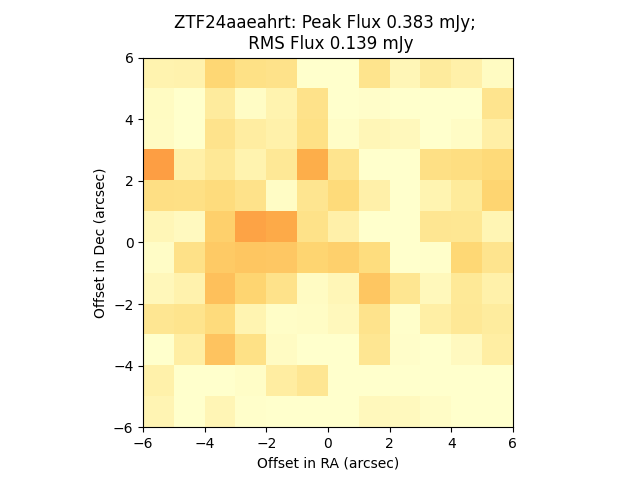 ZTF24aaeahrt: Peak Flux 0.383 mJy;
RMS Flux 0.139 mJy
6
4
2
0
−2
−4
−6
Offset in Dec (arcsec)
−6 −4 −2 0 2 4 6
Offset in RA (arcsec)